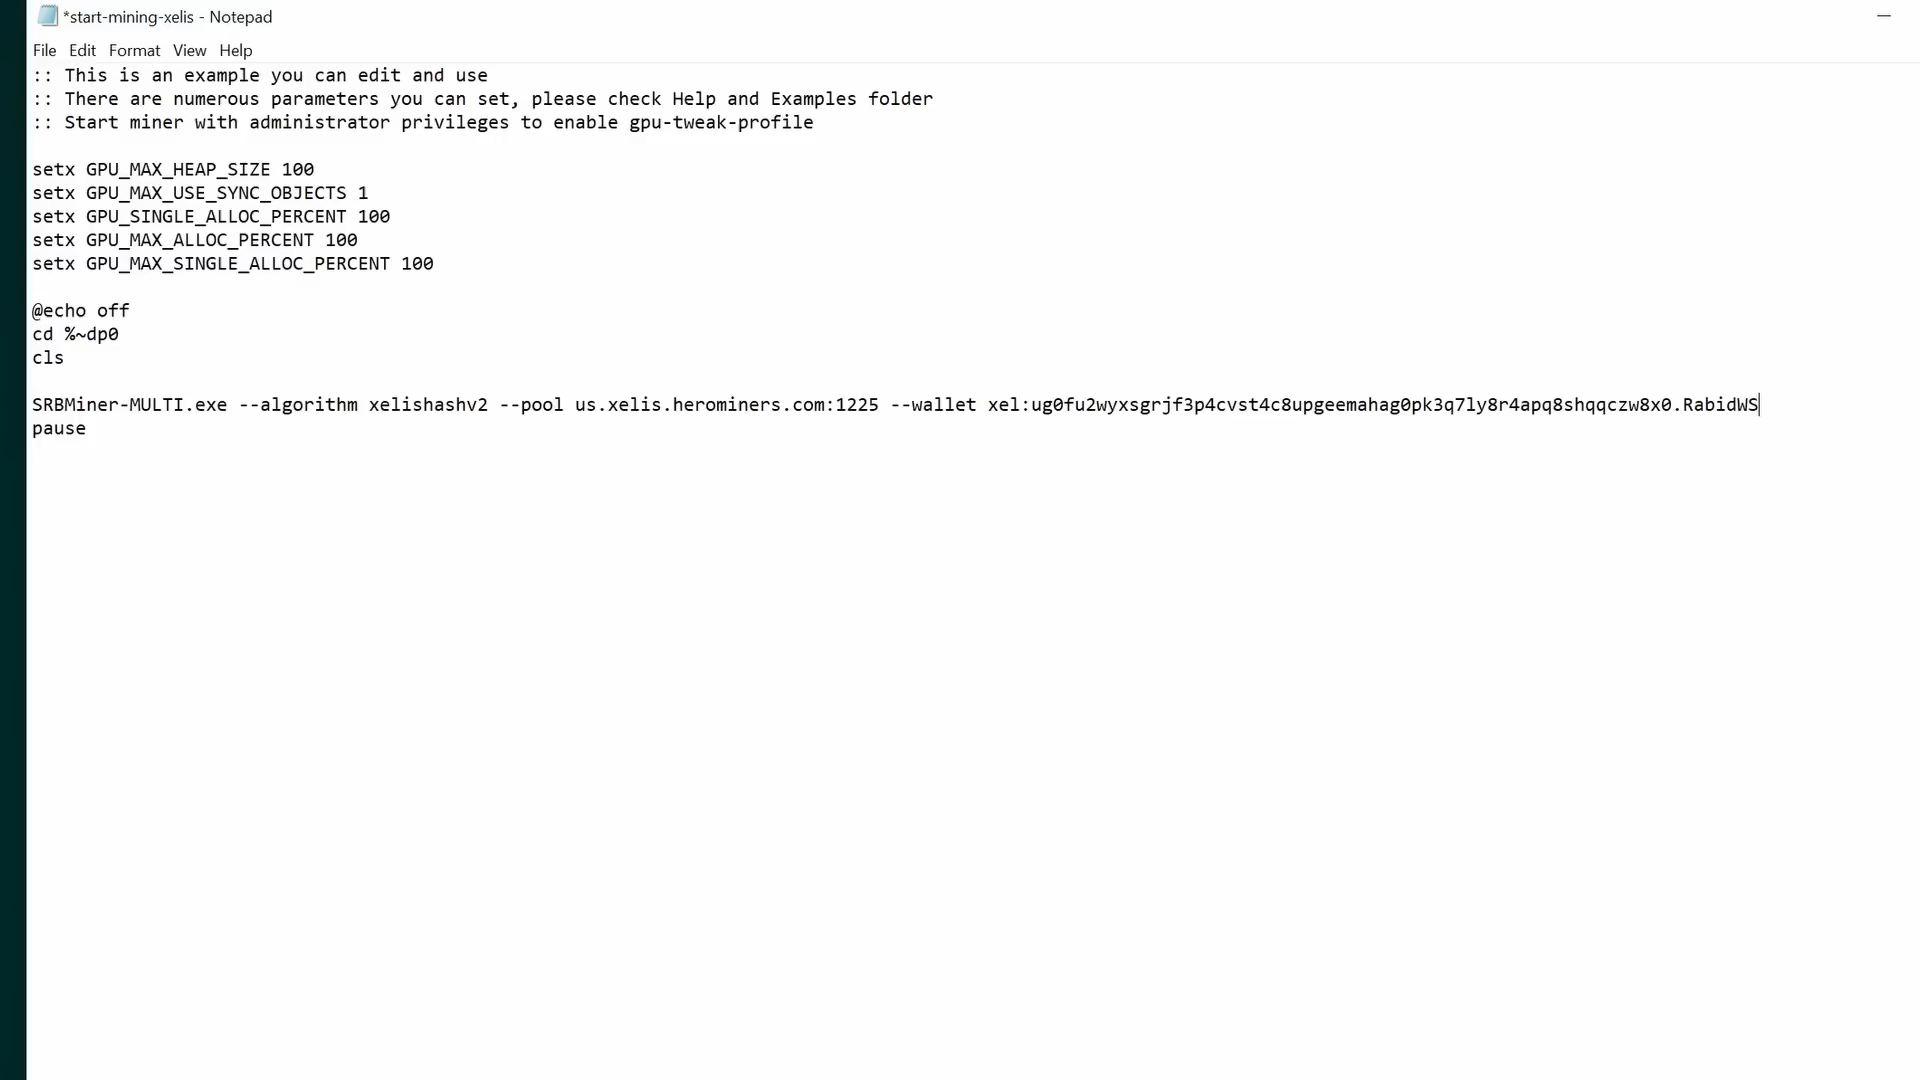 *start-mining-xelis - Notepad
File Edit Format View Help
:: This is an example you can edit and use
:: There are numerous parameters you can set, please check Help and Examples folder
:: Start miner with administrator privileges to enable gpu-tweak-profile
setx GPU_MAX_HEAP_SIZE 100
setx GPU_MAX_USE_SYNC_OBJECTS 1
setx GPU_SINGLE_ALLOC_PERCENT 100
setx GPU_MAX_ALLOC_PERCENT 100
setx GPU_MAX_SINGLE_ALLOC_PERCENT 100
@echo off
cd %~dp0
cls
SRBMiner-MULTI.exe --algorithm xelishashv2 --pool us.xelis.herominers.com:1225 --wallet xel:ug0fu2wyxsgrjf3p4cvst4c8upgeemahag0pk3q7ly8r4apq8shqqczw8x0.RabidWS
pause